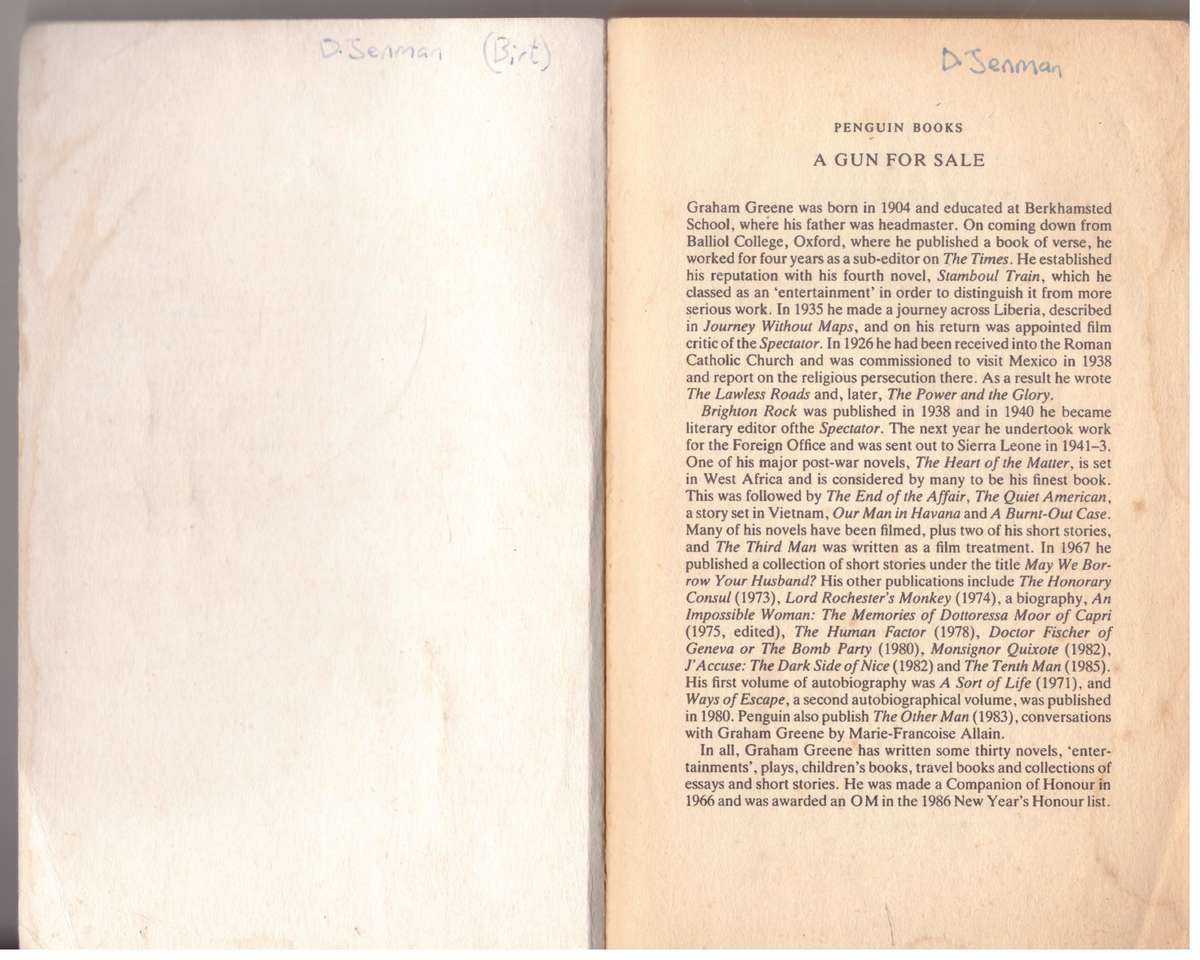 D. Jenman (Birt)
D. Jenman
PENGUIN BOOKS
A GUN FOR SALE
Graham Greene was born in 1904 and educated at Berkhamsted
School, where his father was headmaster. On coming down from
Balliol College, Oxford, where he published a book of verse, he
worked for four years as a sub-editor on The Times. He established
his reputation with his fourth novel, Stamboul Train, which he
classed as an ‘entertainment’ in order to distinguish it from more
serious work. In 1935 he made a journey across Liberia, described
in Journey Without Maps, and on his return was appointed film
critic of the Spectator. In 1926 he had been received into the Roman
Catholic Church and was commissioned to visit Mexico in 1938
and report on the religious persecution there. As a result he wrote
The Lawless Roads and, later, The Power and the Glory.
Brighton Rock was published in 1938 and in 1940 he became
literary editor ofthe Spectator. The next year he undertook work
for the Foreign Office and was sent out to Sierra Leone in 1941–3.
One of his major post-war novels, The Heart of the Matter, is set
in West Africa and is considered by many to be his finest book.
This was followed by The End of the Affair, The Quiet American,
a story set in Vietnam, Our Man in Havana and A Burnt-Out Case.
Many of his novels have been filmed, plus two of his short stories,
and The Third Man was written as a film treatment. In 1967 he
published a collection of short stories under the title May We Bor-
row Your Husband? His other publications include The Honorary
Consul (1973), Lord Rochester’s Monkey (1974), a biography, An
Impossible Woman: The Memories of Dottoressa Moor of Capri
(1975, edited), The Human Factor (1978), Doctor Fischer of
Geneva or The Bomb Party (1980), Monsignor Quixote (1982),
J’Accuse: The Dark Side of Nice (1982) and The Tenth Man (1985).
His first volume of autobiography was A Sort of Life (1971), and
Ways of Escape, a second autobiographical volume, was published
in 1980. Penguin also publish The Other Man (1983), conversations
with Graham Greene by Marie-Francoise Allain.
In all, Graham Greene has written some thirty novels, ‘enter-
tainments’, plays, children’s books, travel books and collections of
essays and short stories. He was made a Companion of Honour in
1966 and was awarded an O M in the 1986 New Year’s Honour list.